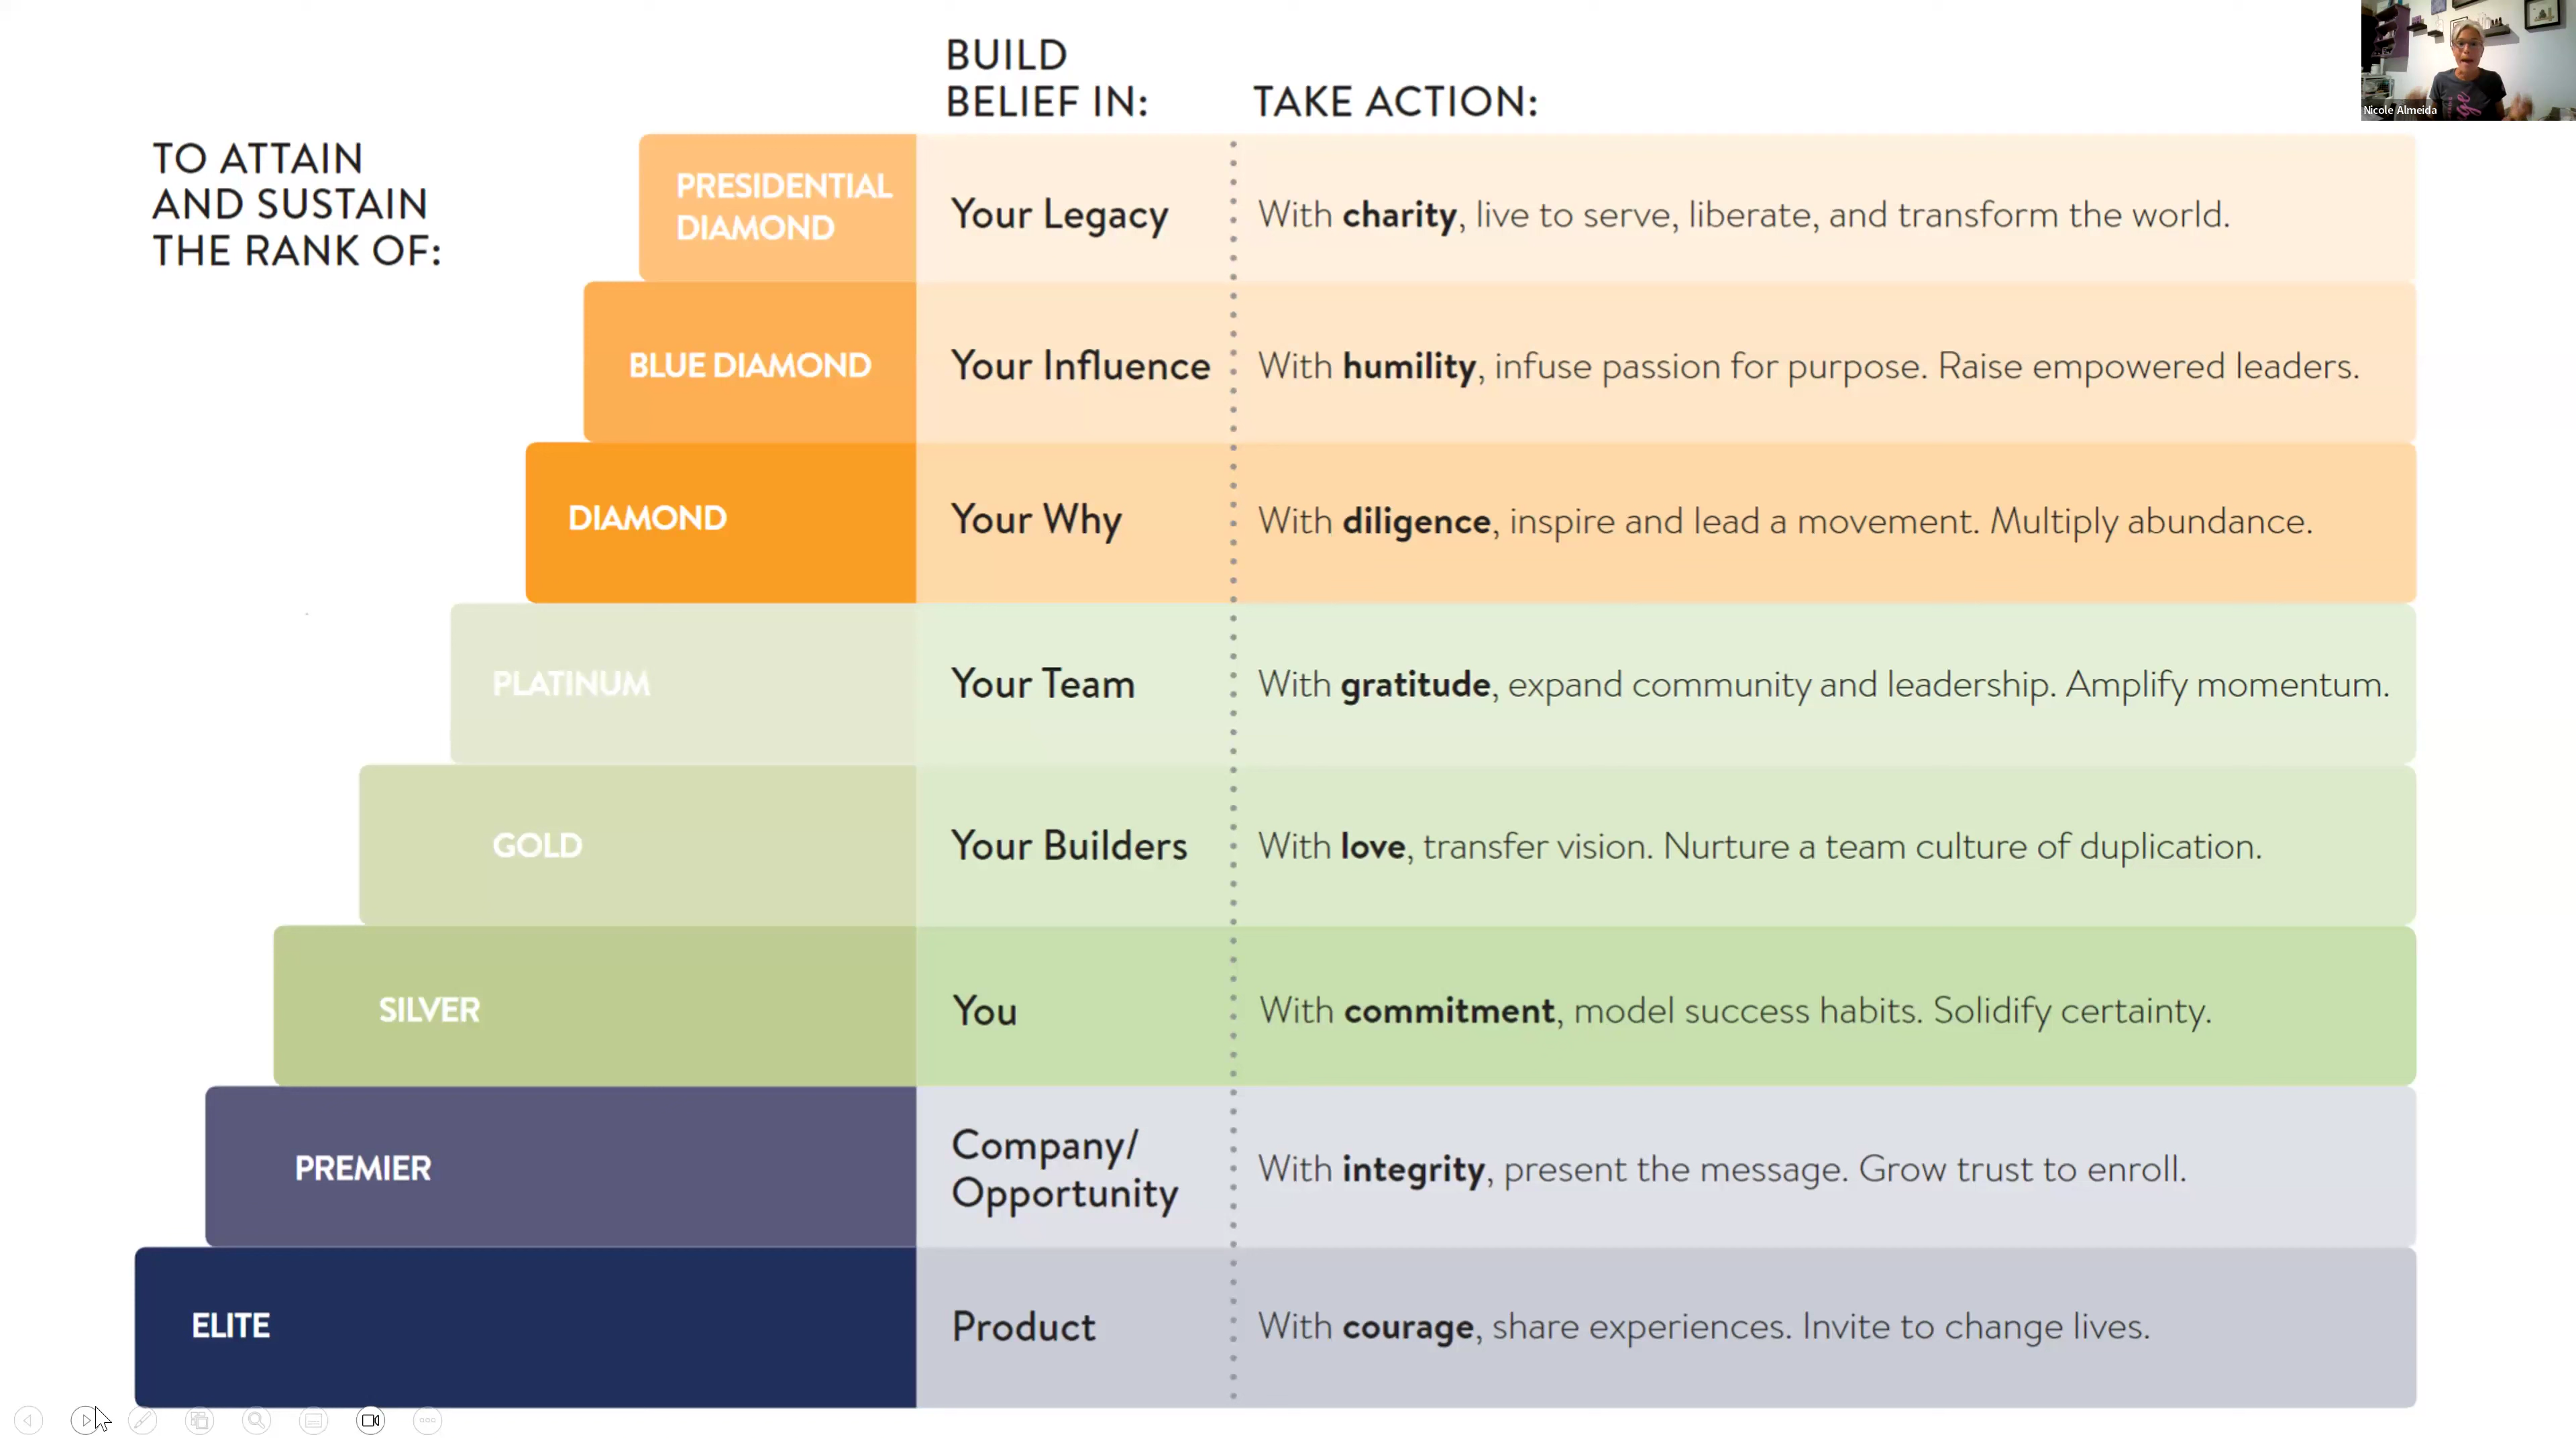 BUILD
BELIEF IN:
TAKE ACTION:
Nicole Almeida
TO ATTAIN
AND SUSTAIN
THE RANK OF:
PRESIDENTIAL
DIAMOND
Your Legacy
With charity, live to serve, liberate, and transform the world.
BLUE DIAMOND
Your Influence
With humility, infuse passion for purpose. Raise empowered leaders.
DIAMOND
Your Why
With diligence, inspire and lead a movement. Multiply abundance.
PLATINUM
Your Team
With gratitude, expand community and leadership. Amplify momentum.
GOLD
Your Builders
With love, transfer vision. Nurture a team culture of duplication.
SILVER
You
With commitment, model success habits. Solidify certainty.
PREMIER
Company/
Opportunity
With integrity, present the message. Grow trust to enroll.
ELITE
Product
With courage, share experiences. Invite to change lives.